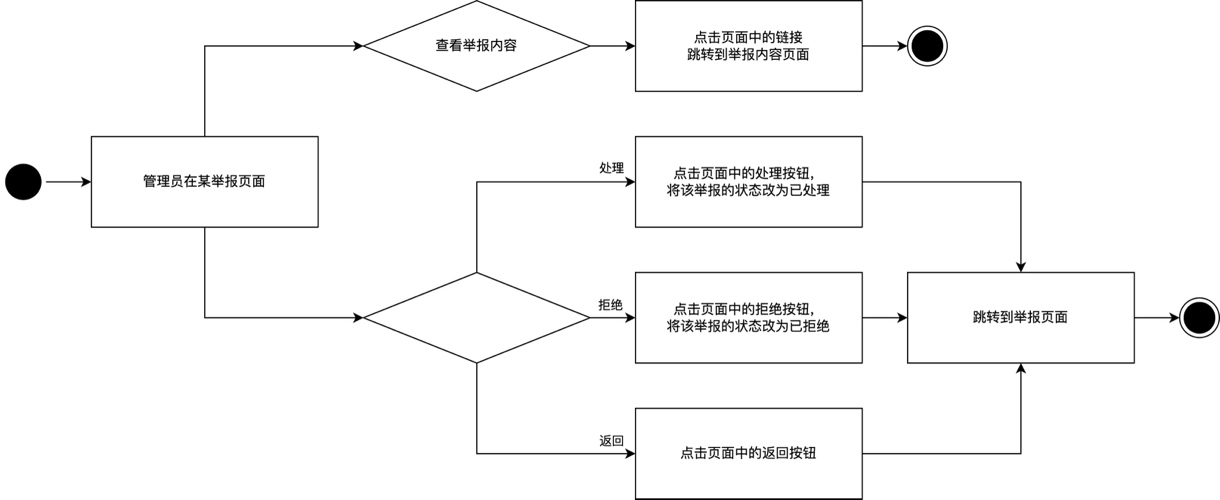 查看举报内容
点击页面中的链接
跳转到举报内容页面
管理员在某举报页面
处理
点击页面中的处理按钮，
将该举报的状态改为已处理
拒绝
点击页面中的拒绝按钮，
将该举报的状态改为已拒绝
跳转到举报页面
返回
点击页面中的返回按钮